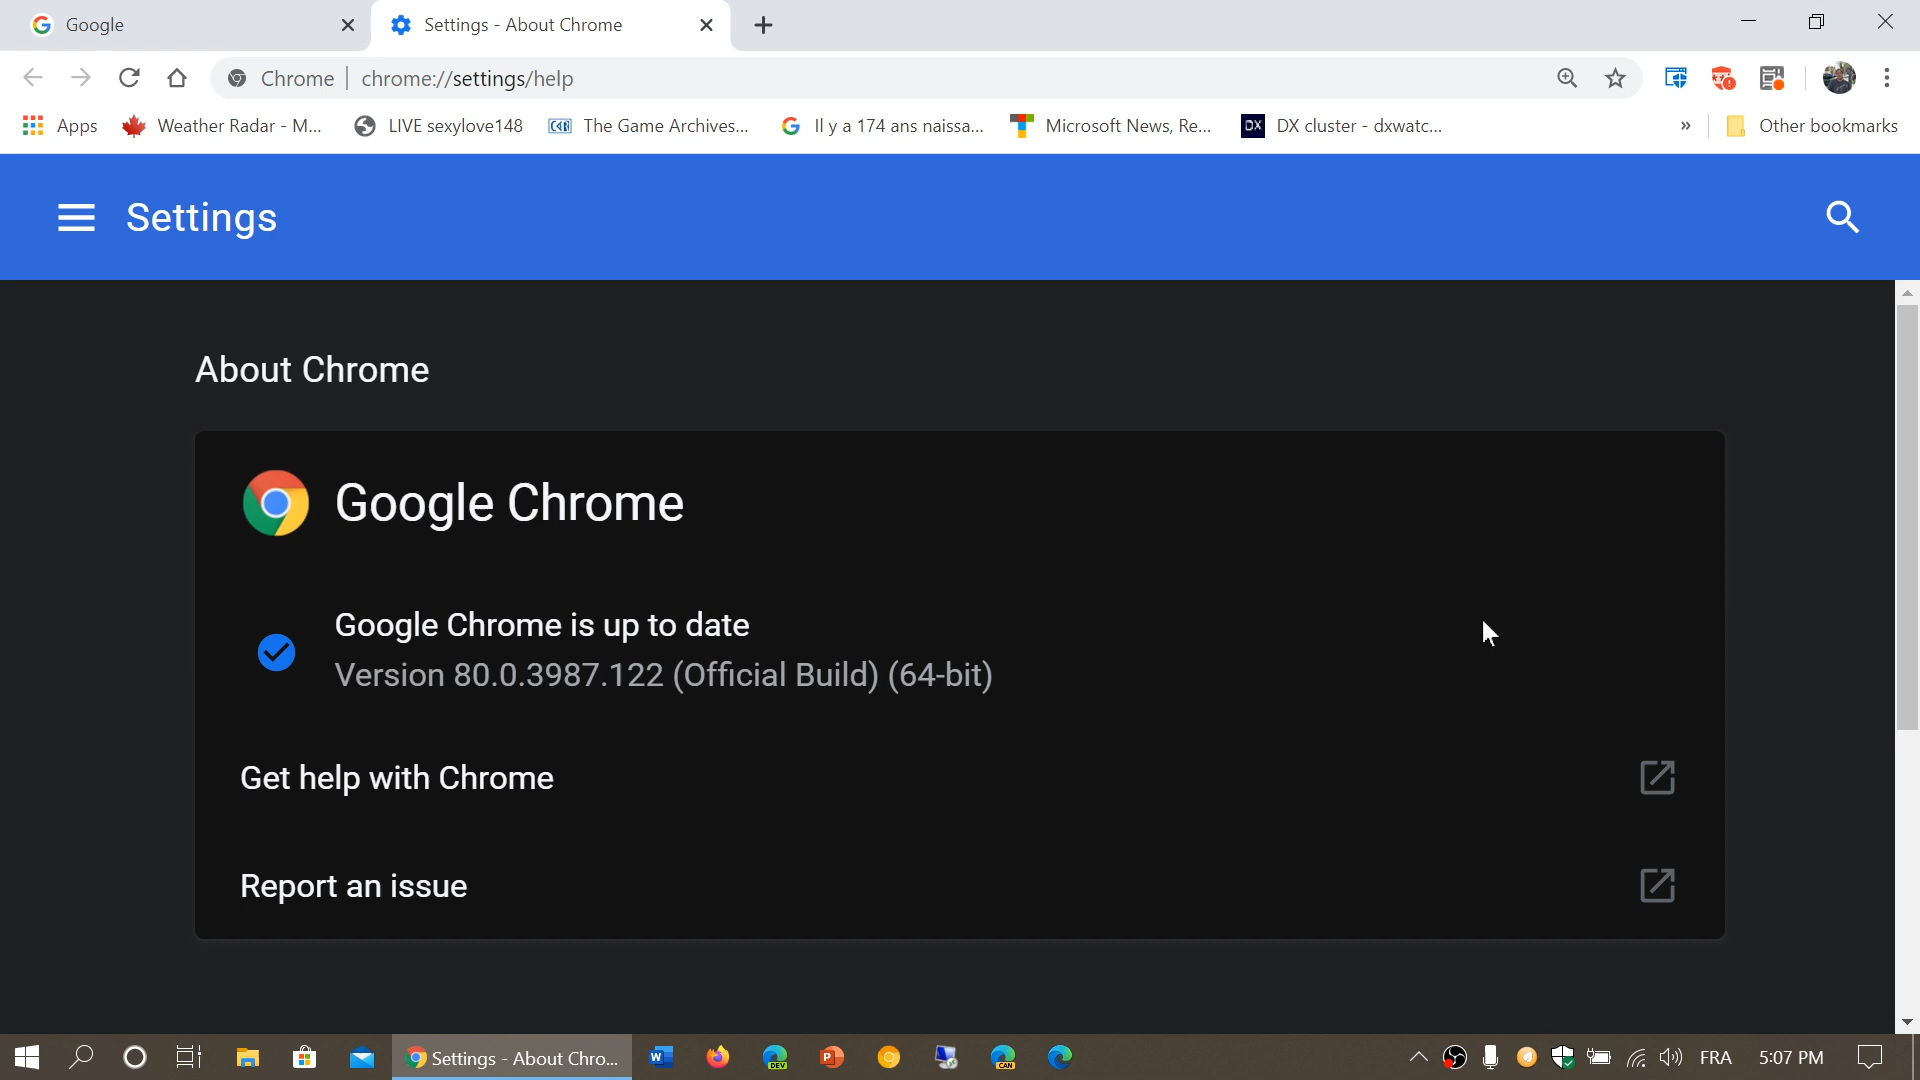 Google
Settings - About Chrome
Chrome
chrome://settings/help
Apps
Weather Radar - M...
LIVE sexylove148
The Game Archives...
Il y a 174 ans naissa...
Microsoft News, Re...
DX
DX cluster - dxwatc...
»
Other bookmarks
Settings
About Chrome
Google Chrome
Google Chrome is up to date
Version 80.0.3987.122 (Official Build) (64-bit)
Get help with Chrome
Report an issue
Settings - About Chro...
DEV
CAN
FRA
5:07 PM